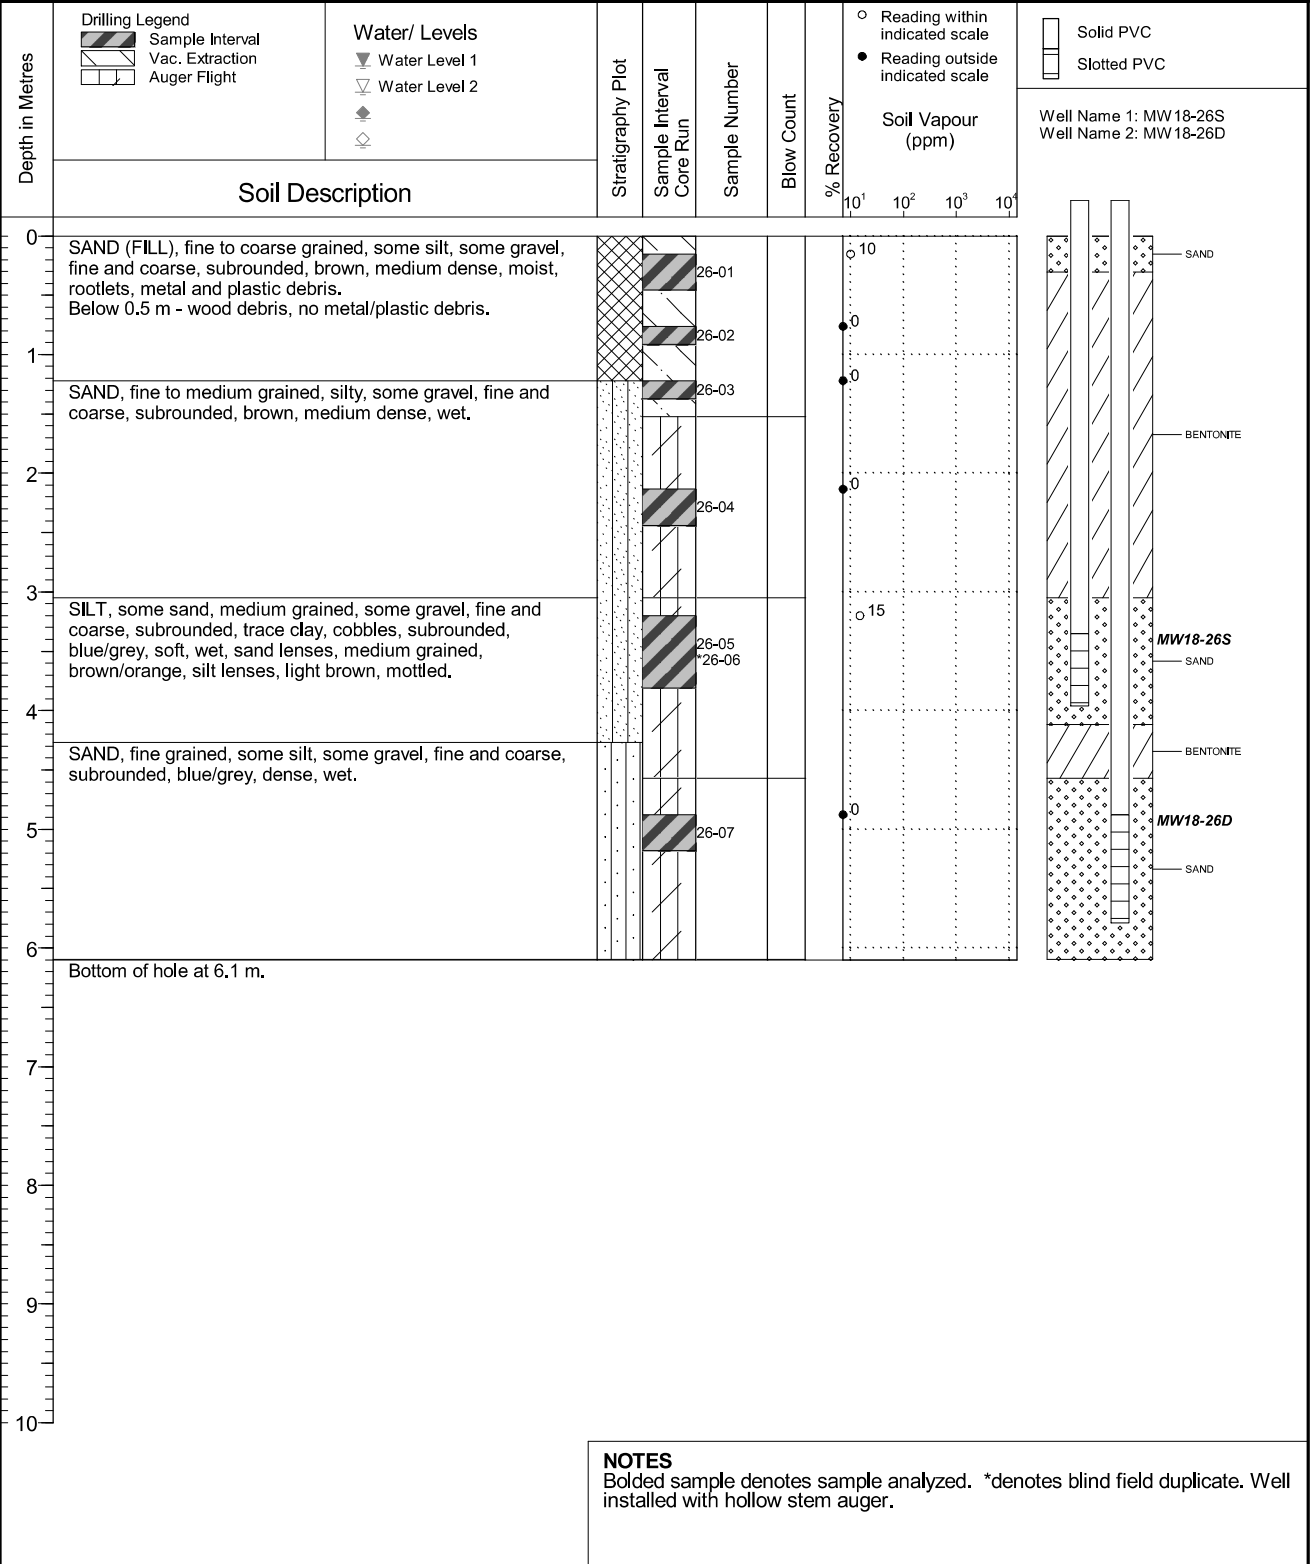 Drilling Legend
Sample Interval
Vac. Extraction
Auger Flight
Water/ Levels
Water Level 1
Water Level 2
Depth in Metres
Soil Description
Stratigraphy Plot
Sample Interval
Core Run
Sample Number
Blow Count
% Recovery
Reading within
indicated scale
Reading outside
indicated scale
Soil Vapour
(ppm)
10¹ 10² 10³ 10⁴
Solid PVC
Slotted PVC
Well Name 1: MW18-26S
Well Name 2: MW18-26D
0
SAND (FILL), fine to coarse grained, some silt, some gravel,
fine and coarse, subrounded, brown, medium dense, moist,
rootlets, metal and plastic debris.
Below 0.5 m - wood debris, no metal/plastic debris.
26-01
10
SAND
26-02
0
1
SAND, fine to medium grained, silty, some gravel, fine and
coarse, subrounded, brown, medium dense, wet.
26-03
0
BENTONITE
2
26-04
0
3
SILT, some sand, medium grained, some gravel, fine and
coarse, subrounded, trace clay, cobbles, subrounded,
blue/grey, soft, wet, sand lenses, medium grained,
brown/orange, silt lenses, light brown, mottled.
26-05
*26-06
15
MW18-26S
SAND
4
SAND, fine grained, some silt, some gravel, fine and coarse,
subrounded, blue/grey, dense, wet.
BENTONITE
5
26-07
0
MW18-26D
SAND
6
Bottom of hole at 6.1 m.
7
8
9
10
NOTES
Bolded sample denotes sample analyzed. *denotes blind field duplicate. Well
installed with hollow stem auger.